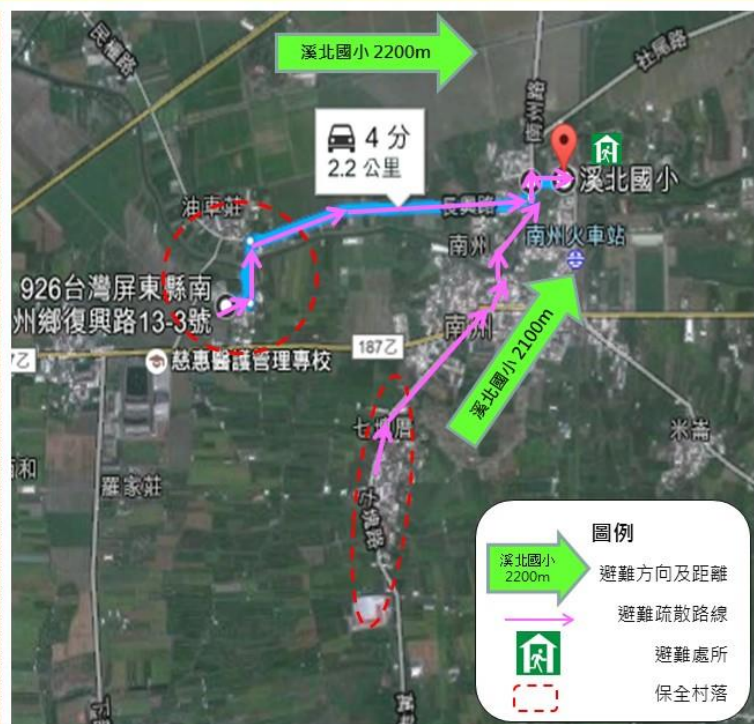 溪北國小 2200m
民權路
社尾路
南州路
4 分
2.2 公里
溪北國小
油車莊
長興路
南州火車站
南州
926台灣屏東縣南
州鄉復興路13-3號
南州
187乙
慈惠醫護管理專校
溪北國小 2100m
七塊厝
米崙
羅家莊
七塊路
圖例
溪北國小
2200m
避難方向及距離
避難疏散路線
避難處所
保全村落